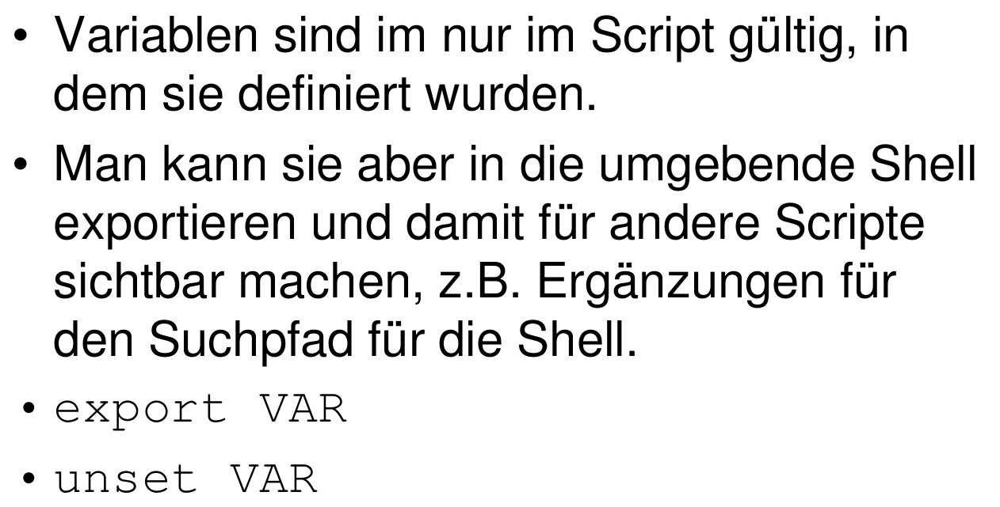 • Variablen sind im nur im Script gültig, in
dem sie definiert wurden.
• Man kann sie aber in die umgebende Shell
exportieren und damit für andere Scripte
sichtbar machen, z.B. Ergänzungen für
den Suchpfad für die Shell.
• export VAR
• unset VAR